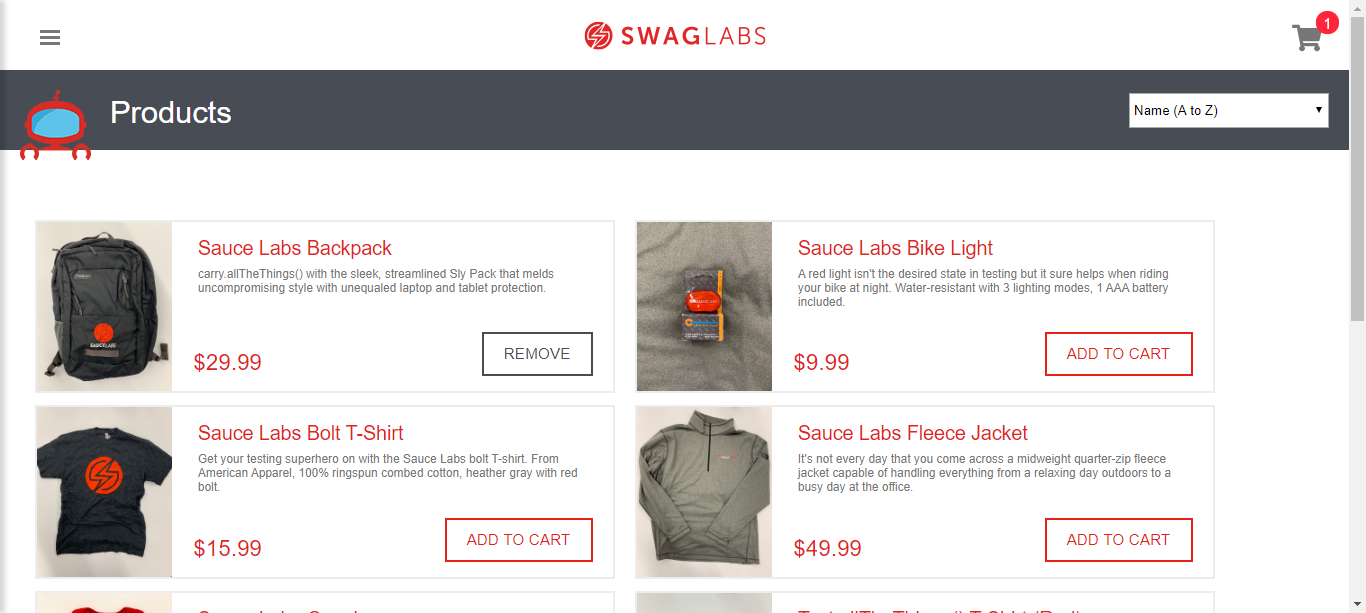 SWAGLABS
1
Products
Name (A to Z)
Sauce Labs Backpack
carry.allTheThings() with the sleek, streamlined Sly Pack that melds
uncompromising style with unequaled laptop and tablet protection.
$29.99
REMOVE
Sauce Labs Bike Light
A red light isn't the desired state in testing but it sure helps when riding
your bike at night. Water-resistant with 3 lighting modes, 1 AAA battery
included.
$9.99
ADD TO CART
Sauce Labs Bolt T-Shirt
Get your testing superhero on with the Sauce Labs bolt T-shirt. From
American Apparel, 100% ringspun combed cotton, heather gray with red
bolt.
$15.99
ADD TO CART
Sauce Labs Fleece Jacket
It's not every day that you come across a midweight quarter-zip fleece
jacket capable of handling everything from a relaxing day outdoors to a
busy day at the office.
$49.99
ADD TO CART